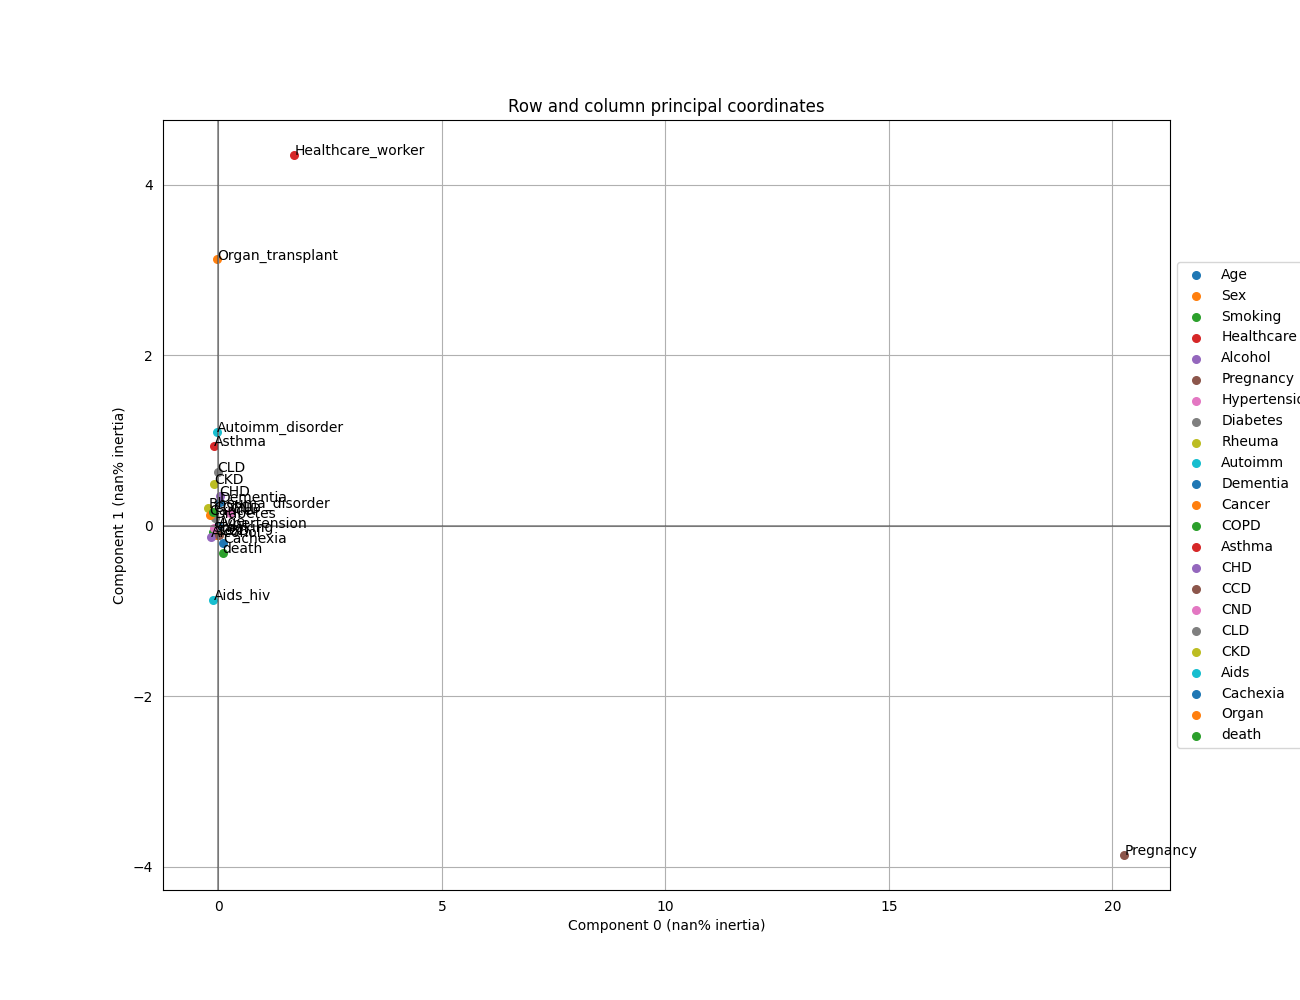 Row and column principal coordinates
Healthcare_worker
4
Organ_transplant
2
Autoimm_disorder
Asthma
CLD
CKD
CHD
Dementia
Rheuma_disorder
Diabetes
Hypertension
0
Alcohol
Cachexia
death
Aids_hiv
−2
Pregnancy
−4
0
5
10
15
20
Component 0 (nan% inertia)
Component 1 (nan% inertia)
Age
Sex
Smoking
Healthcare
Alcohol
Pregnancy
Hypertensio
Diabetes
Rheuma
Autoimm
Dementia
Cancer
COPD
Asthma
CHD
CCD
CND
CLD
CKD
Aids
Cachexia
Organ
death